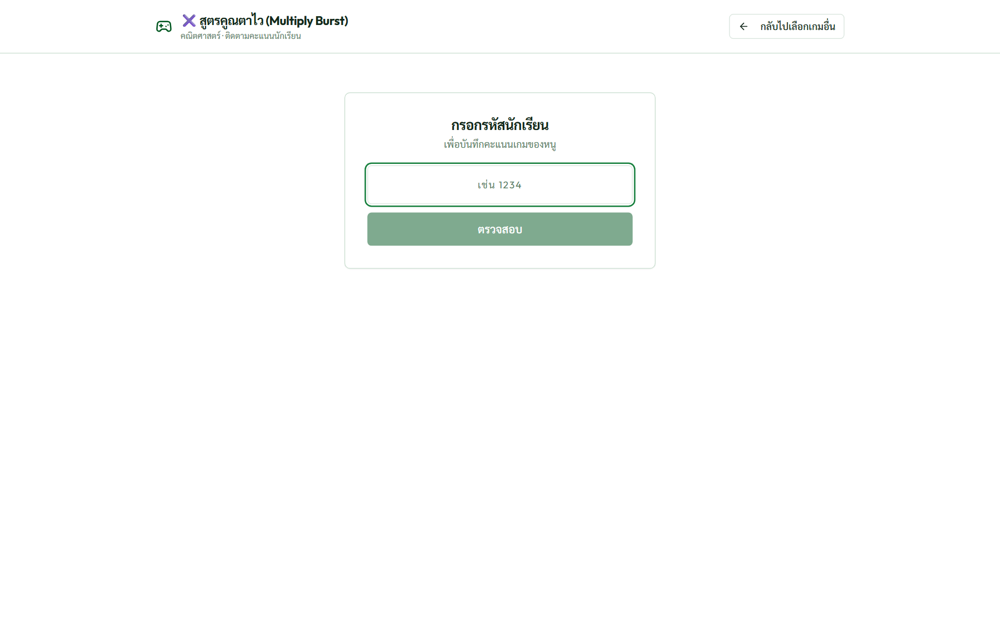 ❌ สูตรคูณตาไว (Multiply Burst)
คณิตศาสตร์ · ติดตามคะแนนนักเรียน
กลับไปเลือกเกมอื่น
กรอกรหัสนักเรียน
เพื่อบันทึกคะแนนเกมของหนู
เช่น 1234
ตรวจสอบ